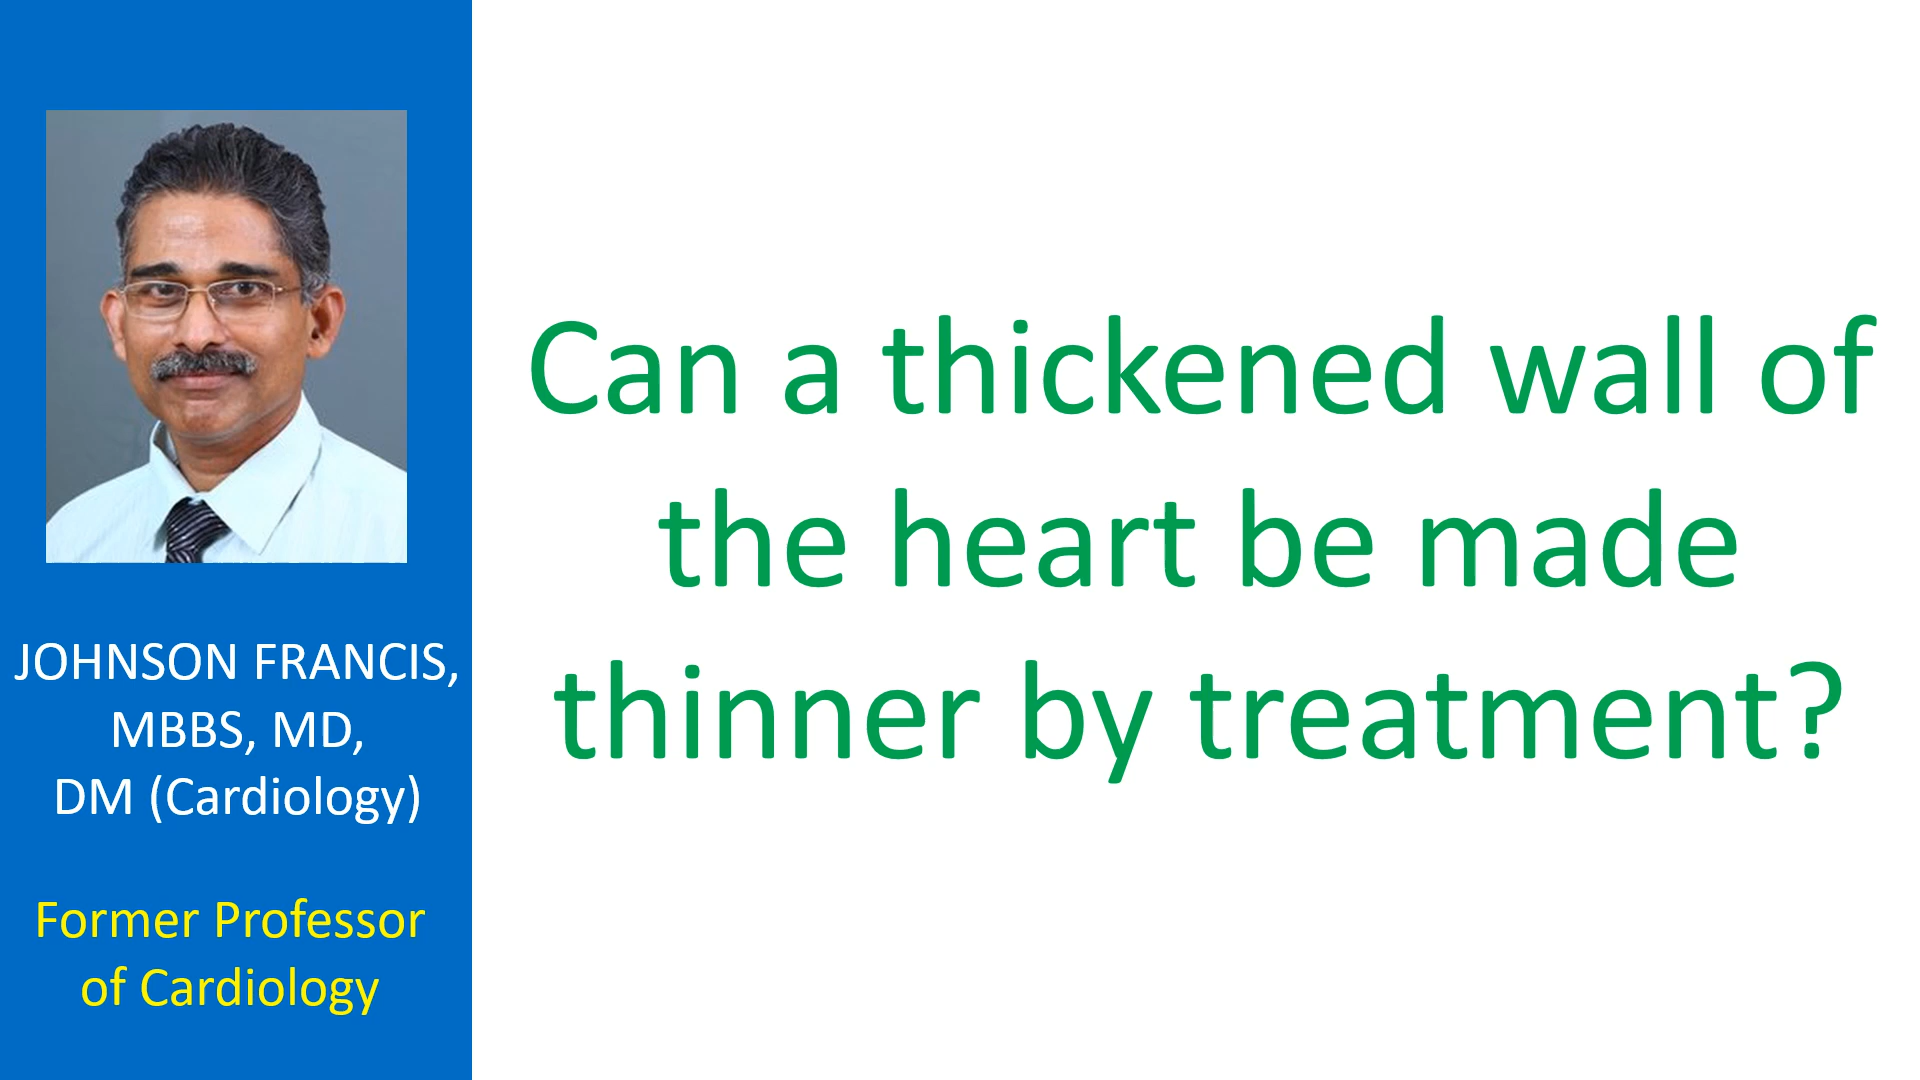 JOHNSON FRANCIS,
MBBS, MD,
DM (Cardiology)
Former Professor
of Cardiology
Can a thickened wall of
the heart be made
thinner by treatment?